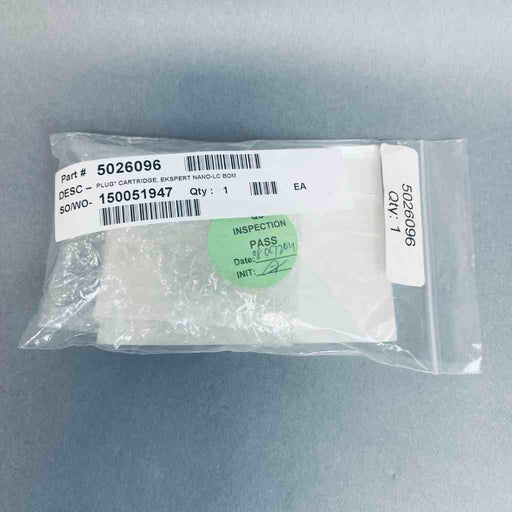 Part # 5026096
DESC – PLUG* CARTRIDGE, EKSPERT NANO-LC BOM
SO/WO- 150051947 Qty : 1 EA
INSPECTION
PASS
Date:
INIT:
5026096
Qty: 1